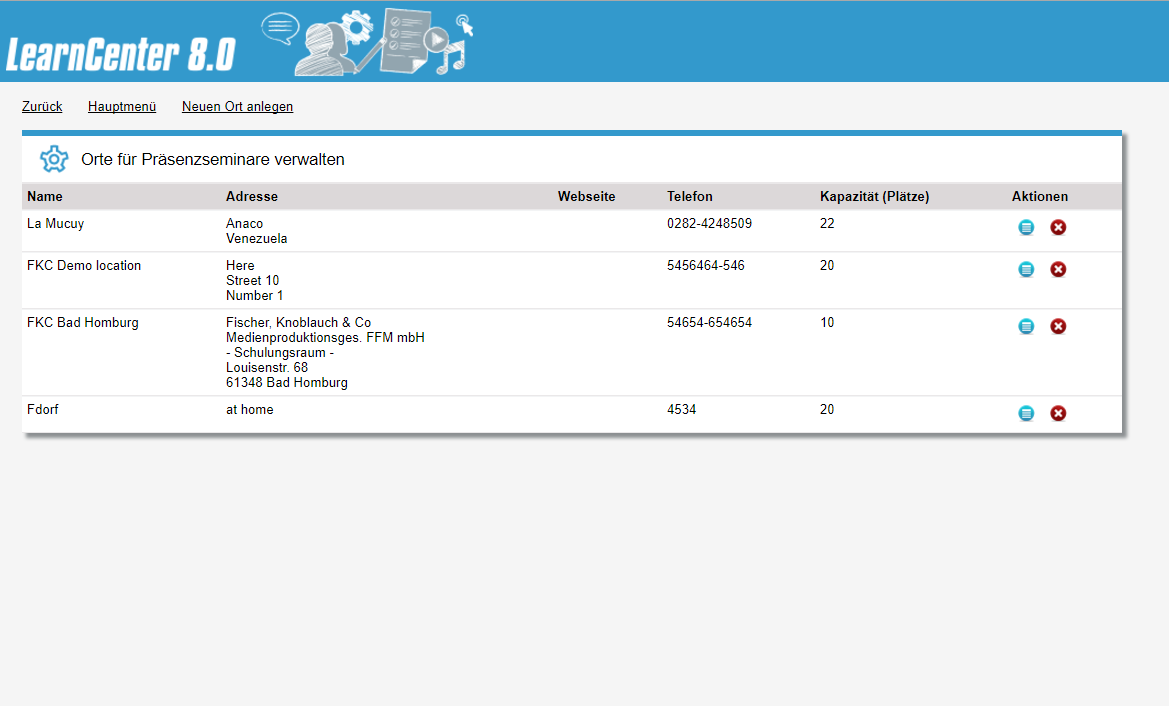 LearnCenter 8.0
Zurück Hauptmenü Neuen Ort anlegen
Orte für Präsenzseminare verwalten
Name Adresse Webseite Telefon Kapazität (Plätze) Aktionen
La Mucuy Anaco 0282-4248509 22
Venezuela
FKC Demo location Here 5456464-546 20
Street 10
Number 1
FKC Bad Homburg Fischer, Knoblauch & Co 54654-654654 10
Medienproduktionsges. FFM mbH
- Schulungsraum -
Louisenstr. 68
61348 Bad Homburg
Fdorf at home 4534 20